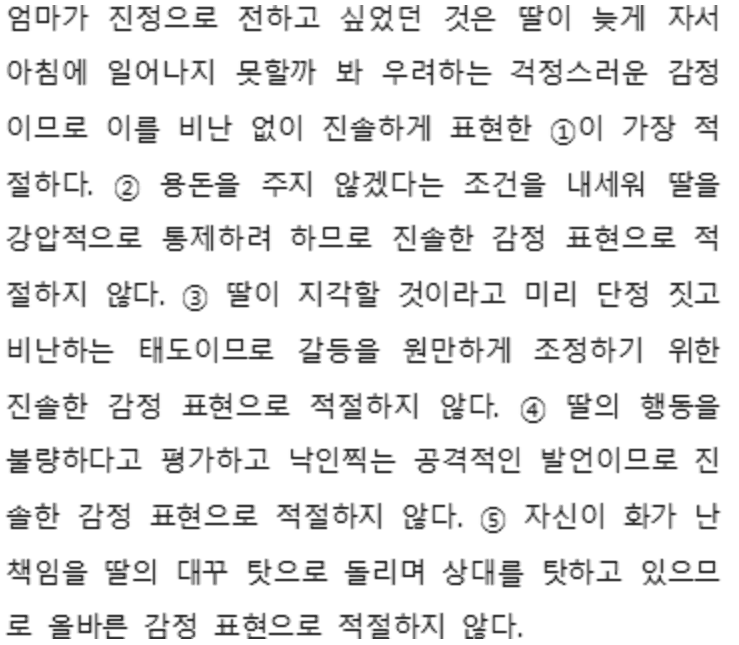 엄마가 진정으로 전하고 싶었던 것은 딸이 늦게 자서
아침에 일어나지 못할까 봐 우려하는 걱정스러운 감정
이므로 이를 비난 없이 진솔하게 표현한 ①이 가장 적
절하다. ② 용돈을 주지 않겠다는 조건을 내세워 딸을
강압적으로 통제하려 하므로 진솔한 감정 표현으로 적
절하지 않다. ③ 딸이 지각할 것이라고 미리 단정 짓고
비난하는 태도이므로 갈등을 원만하게 조정하기 위한
진솔한 감정 표현으로 적절하지 않다. ④ 딸의 행동을
불량하다고 평가하고 낙인찍는 공격적인 발언이므로 진
솔한 감정 표현으로 적절하지 않다. ⑤ 자신이 화가 난
책임을 딸의 대꾸 탓으로 돌리며 상대를 탓하고 있으므
로 올바른 감정 표현으로 적절하지 않다.